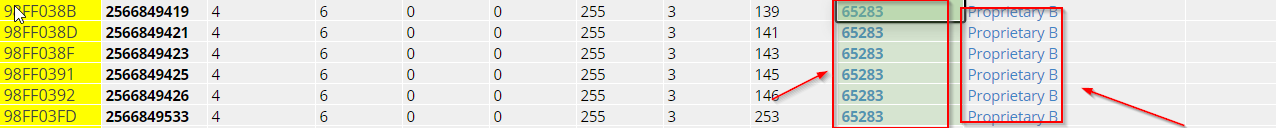 98FF038B 2566849419 4 6 0 0 255 3 139 65283 Proprietary B
98FF038D 2566849421 4 6 0 0 255 3 141 65283 Proprietary B
98FF038F 2566849423 4 6 0 0 255 3 143 65283 Proprietary B
98FF0391 2566849425 4 6 0 0 255 3 145 65283 Proprietary B
98FF0392 2566849426 4 6 0 0 255 3 146 65283 Proprietary B
98FF03FD 2566849533 4 6 0 0 255 3 253 65283 Proprietary B